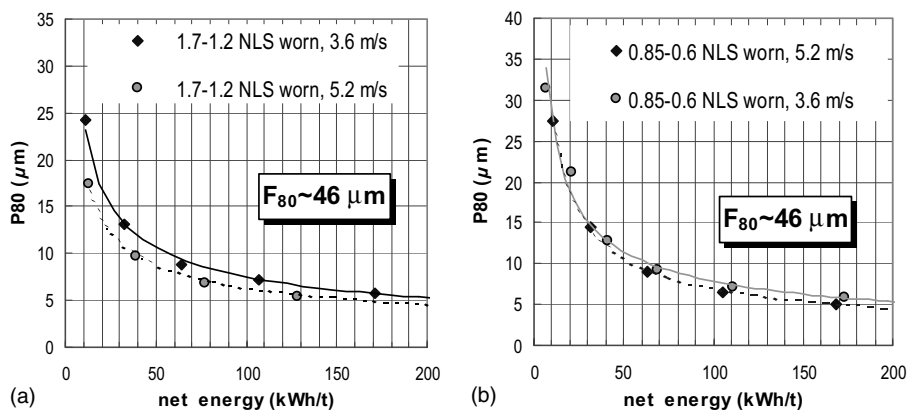 35
30
25
20
15
10
5
0
P80 (µm)
1.7-1.2 NLS worn, 3.6 m/s
1.7-1.2 NLS worn, 5.2 m/s
F80~46 µm
0 50 100 150 200
net energy (kWh/t)
(a)
40
35
30
25
20
15
10
5
0
P80 (µm)
0.85-0.6 NLS worn, 5.2 m/s
0.85-0.6 NLS worn, 3.6 m/s
F80~46 µm
0 50 100 150 200
net energy (kWh/t)
(b)